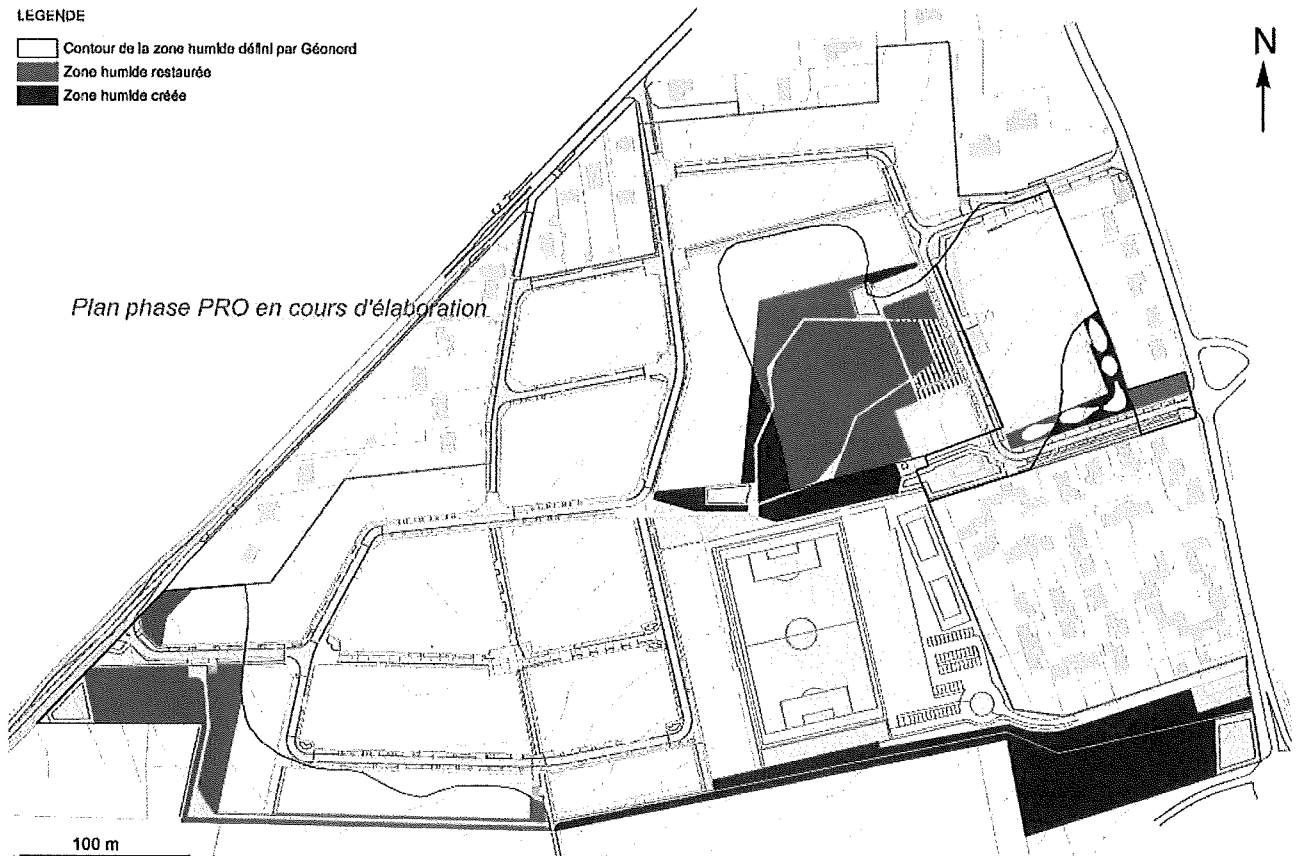 LEGENDE
Contour de la zone humide défini par Géonord
Zone humide restaurée
Zone humide créée
N
Plan phase PRO en cours d'élaboration
100 m